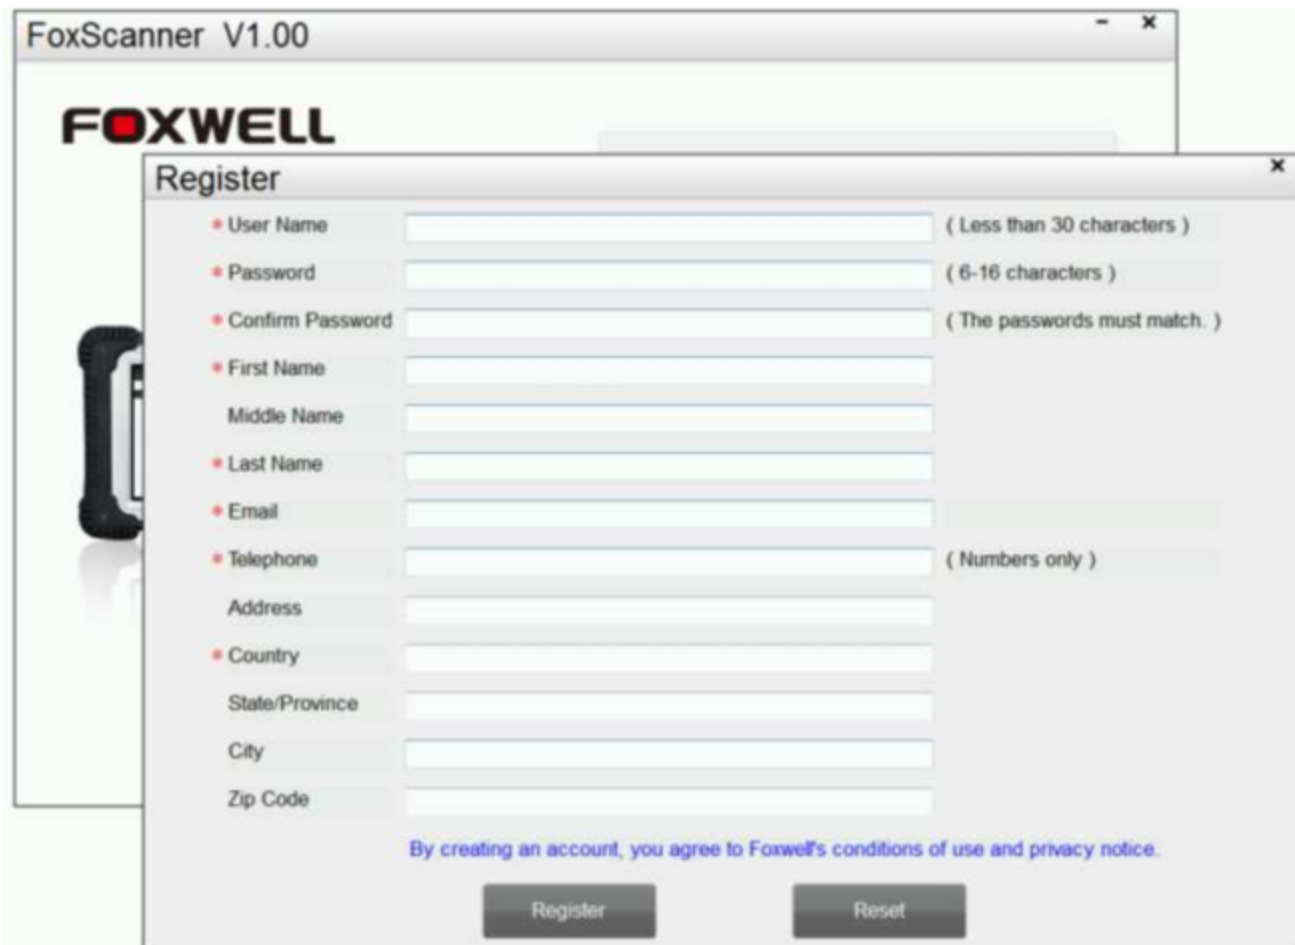 FoxScanner V1.00
FOXWELL
Register
* User Name ( Less than 30 characters )
* Password ( 6-16 characters )
* Confirm Password ( The passwords must match. )
* First Name
Middle Name
* Last Name
* Email
* Telephone ( Numbers only )
Address
* Country
State/Province
City
Zip Code
By creating an account, you agree to Foxwell's conditions of use and privacy notice.
Register Reset